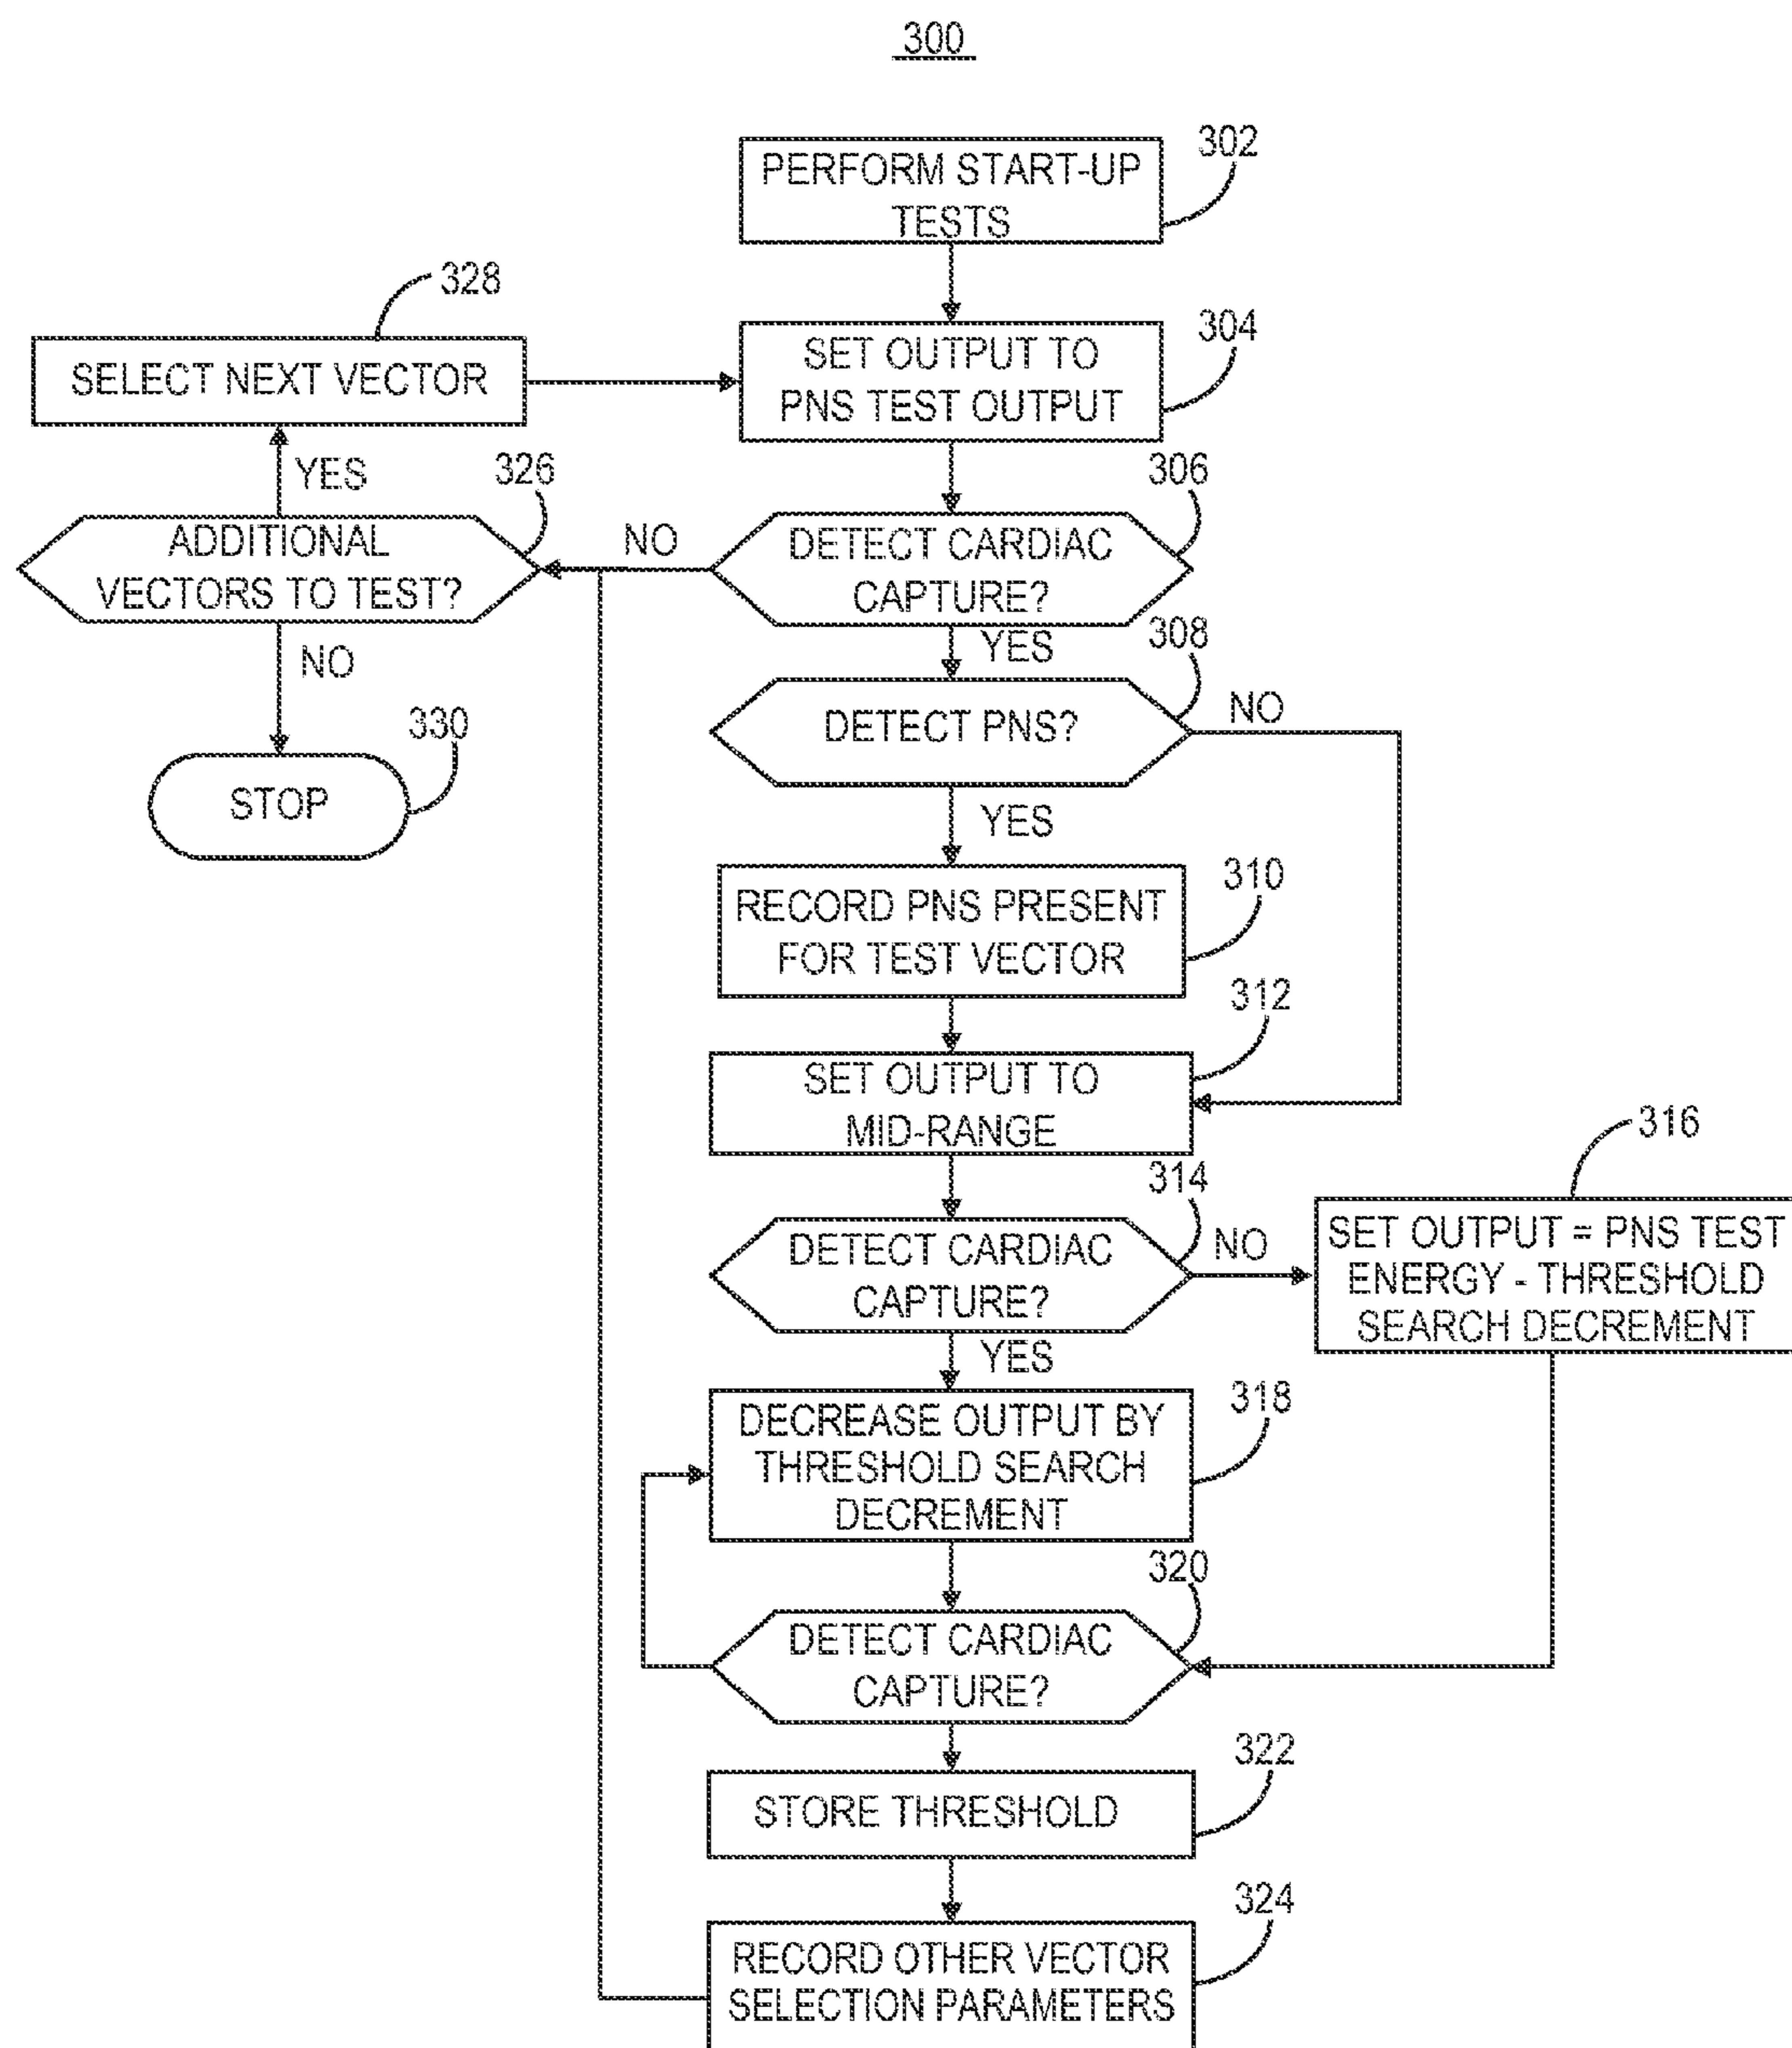 300
PERFORM START-UP
TESTS
302
328
SELECT NEXT VECTOR
SET OUTPUT TO
PNS TEST OUTPUT
304
YES
326
ADDITIONAL
VECTORS TO TEST?
NO
DETECT CARDIAC
CAPTURE?
306
NO
YES
308
330
STOP
DETECT PNS?
NO
YES
RECORD PNS PRESENT
FOR TEST VECTOR
310
SET OUTPUT TO
MID-RANGE
312
314
DETECT CARDIAC
CAPTURE?
NO
316
SET OUTPUT = PNS TEST
ENERGY - THRESHOLD
SEARCH DECREMENT
YES
DECREASE OUTPUT BY
THRESHOLD SEARCH
DECREMENT
318
320
DETECT CARDIAC
CAPTURE?
322
STORE THRESHOLD
324
RECORD OTHER VECTOR
SELECTION PARAMETERS